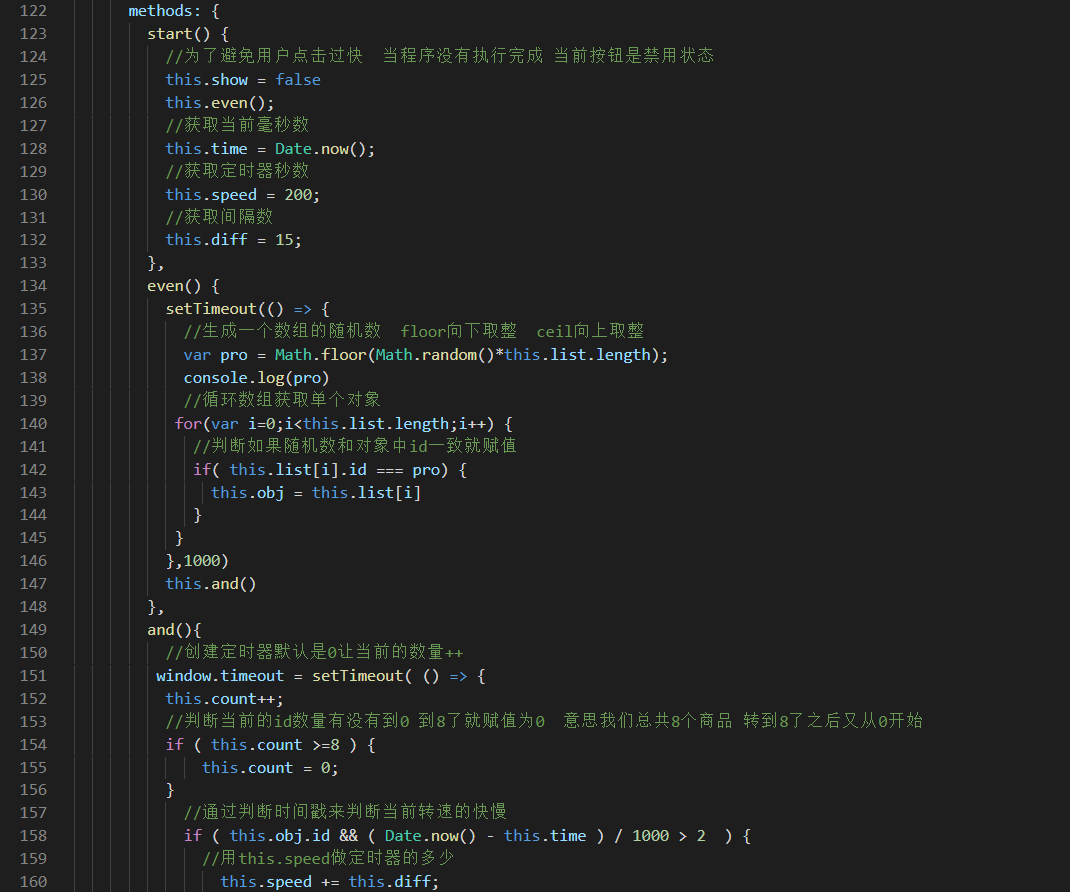 122 methods: {
123 start() {
124 //为了避免用户点击过快  当程序没有执行完成 当前按钮是禁用状态
125 this.show = false
126 this.even();
127 //获取当前毫秒数
128 this.time = Date.now();
129 //获取定时器秒数
130 this.speed = 200;
131 //获取间隔数
132 this.diff = 15;
133 },
134 even() {
135 setTimeout(() => {
136 //生成一个数组的随机数  floor向下取整  ceil向上取整
137 var pro = Math.floor(Math.random()*this.list.length);
138 console.log(pro)
139 //循环数组获取单个对象
140 for(var i=0;i<this.list.length;i++) {
141 //判断如果随机数和对象中id一致就赋值
142 if( this.list[i].id === pro) {
143 this.obj = this.list[i]
144 }
145 }
146 },1000)
147 this.and()
148 },
149 and(){
150 //创建定时器默认是0让当前的数量++
151 window.timeout = setTimeout( () => {
152 this.count++;
153 //判断当前的id数量有没有到0 到8了就赋值为0  意思我们总共8个商品 转到8了之后又从0开始
154 if ( this.count >=8 ) {
155 this.count = 0;
156 }
157 //通过判断时间戳来判断当前转速的快慢
158 if ( this.obj.id && ( Date.now() - this.time ) / 1000 > 2  ) {
159 //用this.speed做定时器的多少
160 this.speed += this.diff;